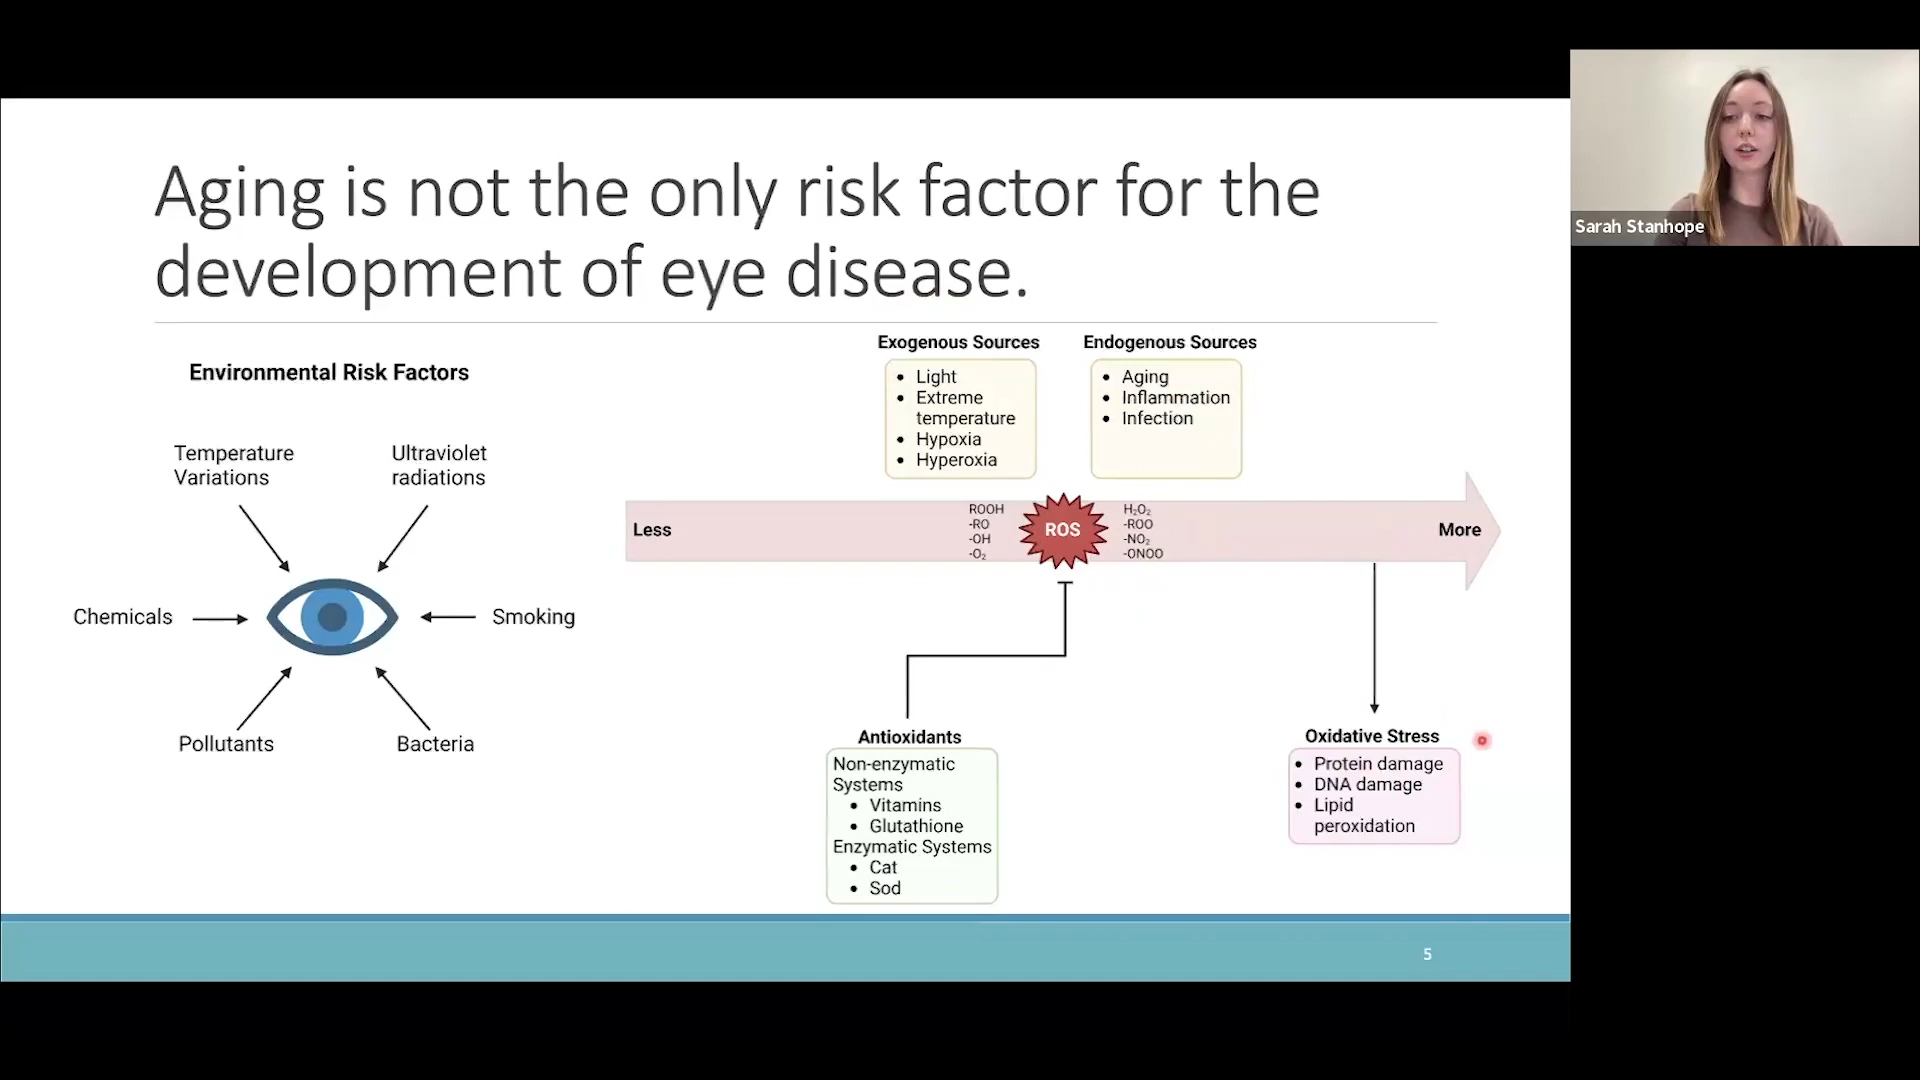 Aging is not the only risk factor for the
development of eye disease.
Environmental Risk Factors
Temperature
Variations
Ultraviolet
radiations
Chemicals
Smoking
Pollutants
Bacteria
Exogenous Sources
• Light
• Extreme
temperature
• Hypoxia
• Hyperoxia
Endogenous Sources
• Aging
• Inflammation
• Infection
Less
ROOH
-RO
-OH
-O₂
ROS
H₂O₂
-ROO
-NO₂
-ONOO
More
Antioxidants
Non-enzymatic
Systems
• Vitamins
• Glutathione
Enzymatic Systems
• Cat
• Sod
Oxidative Stress
• Protein damage
• DNA damage
• Lipid
peroxidation
5
Sarah Stanhope